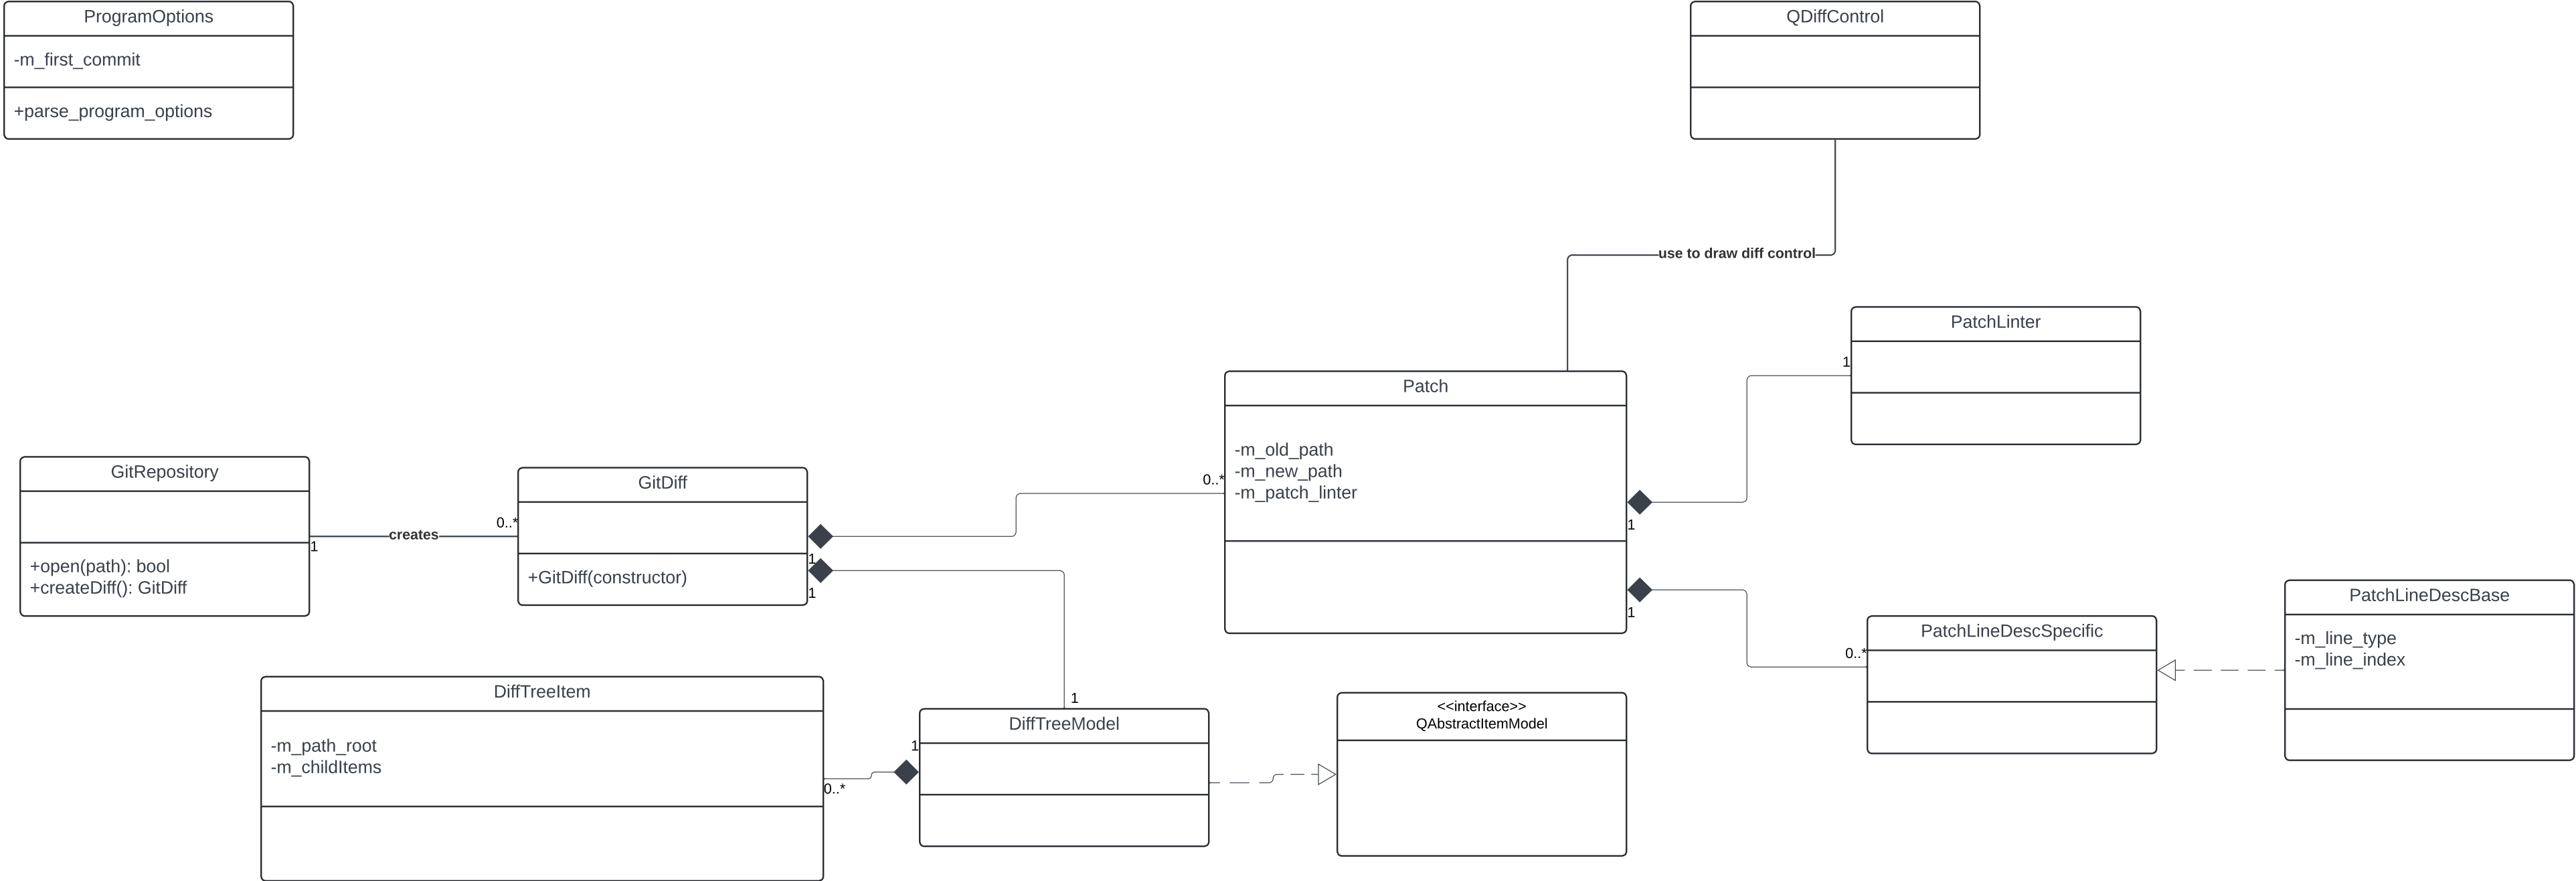 ProgramOptions
-m_first_commit
+parse_program_options
QDiffControl
use to draw diff control
PatchLinter
1
Patch
-m_old_path
-m_new_path
-m_patch_linter
0..*
1
1
GitRepository
+open(path): bool
+createDiff(): GitDiff
1
creates
0..*
GitDiff
+GitDiff(constructor)
1
1
PatchLineDescBase
-m_line_type
-m_line_index
PatchLineDescSpecific
0..*
DiffTreeItem
-m_path_root
-m_childItems
0..*
1
1
DiffTreeModel
<<interface>>
QAbstractItemModel